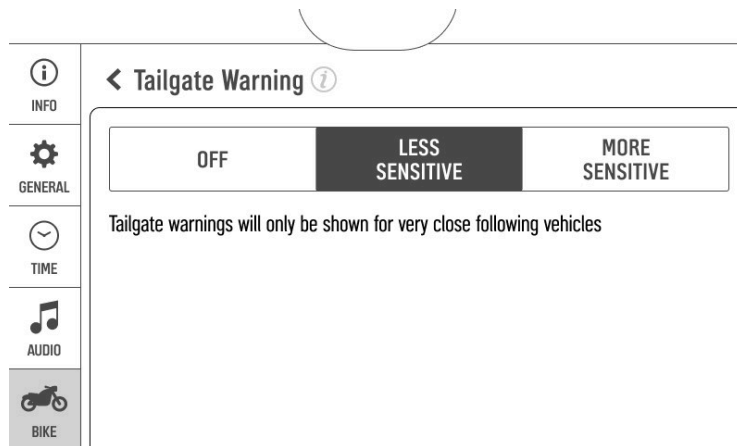 INFO
Tailgate Warning
GENERAL
OFF
LESS
SENSITIVE
MORE
SENSITIVE
Tailgate warnings will only be shown for very close following vehicles
TIME
AUDIO
BIKE